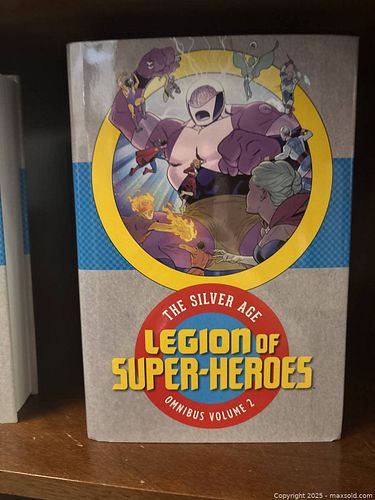 THE SILVER AGE
LEGION OF
SUPER-HEROES
OMNIBUS VOLUME 2
Copyright 2025 - maxsold.com